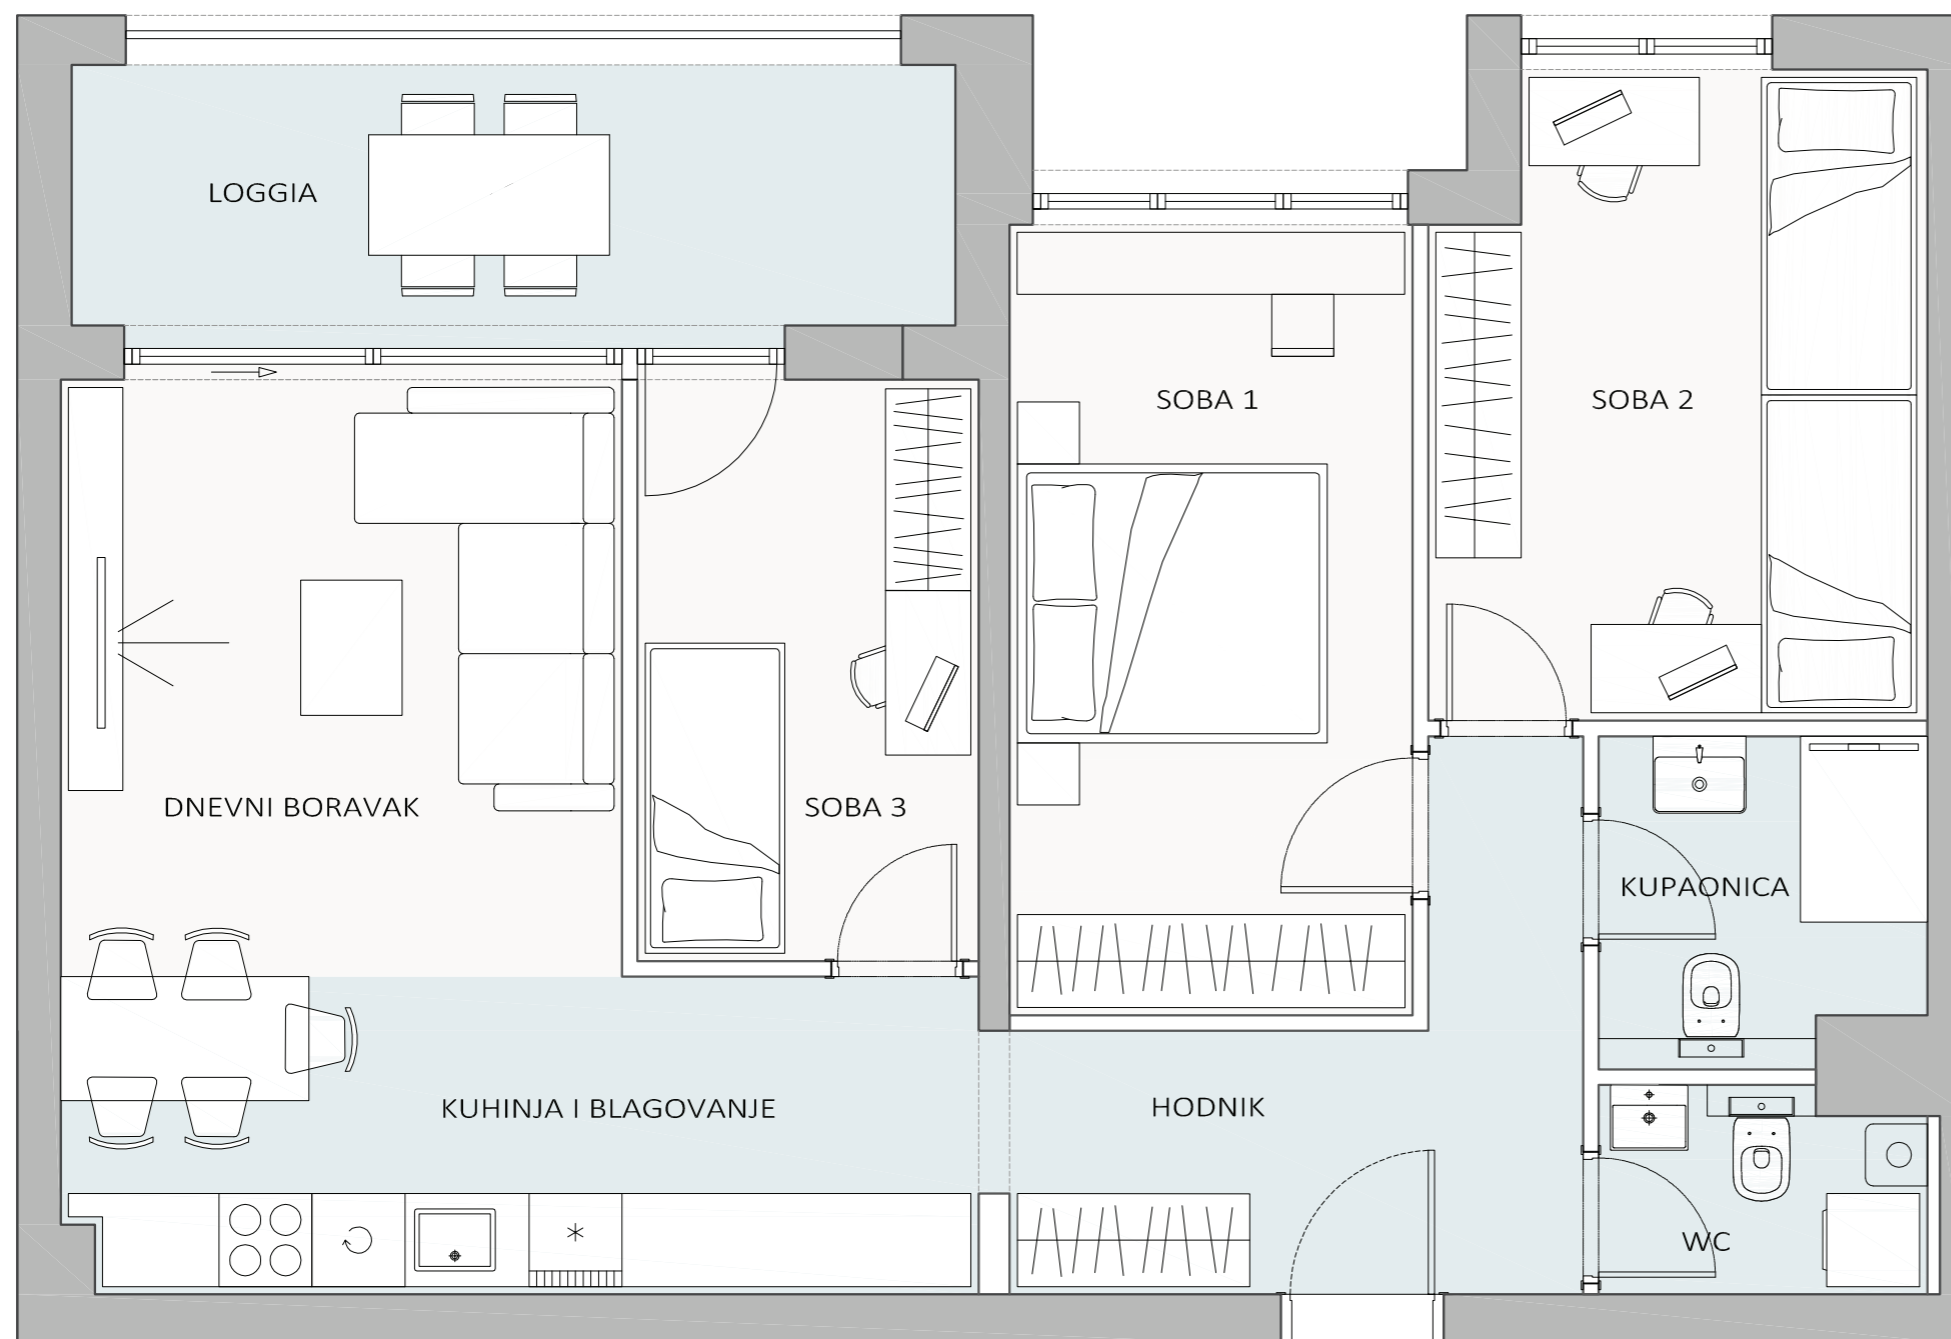 LOGGIA
SOBA 1
SOBA 2
DNEVNI BORAVAK
SOBA 3
KUPAONICA
KUHINJA I BLAGOVANJE
HODNIK
WC